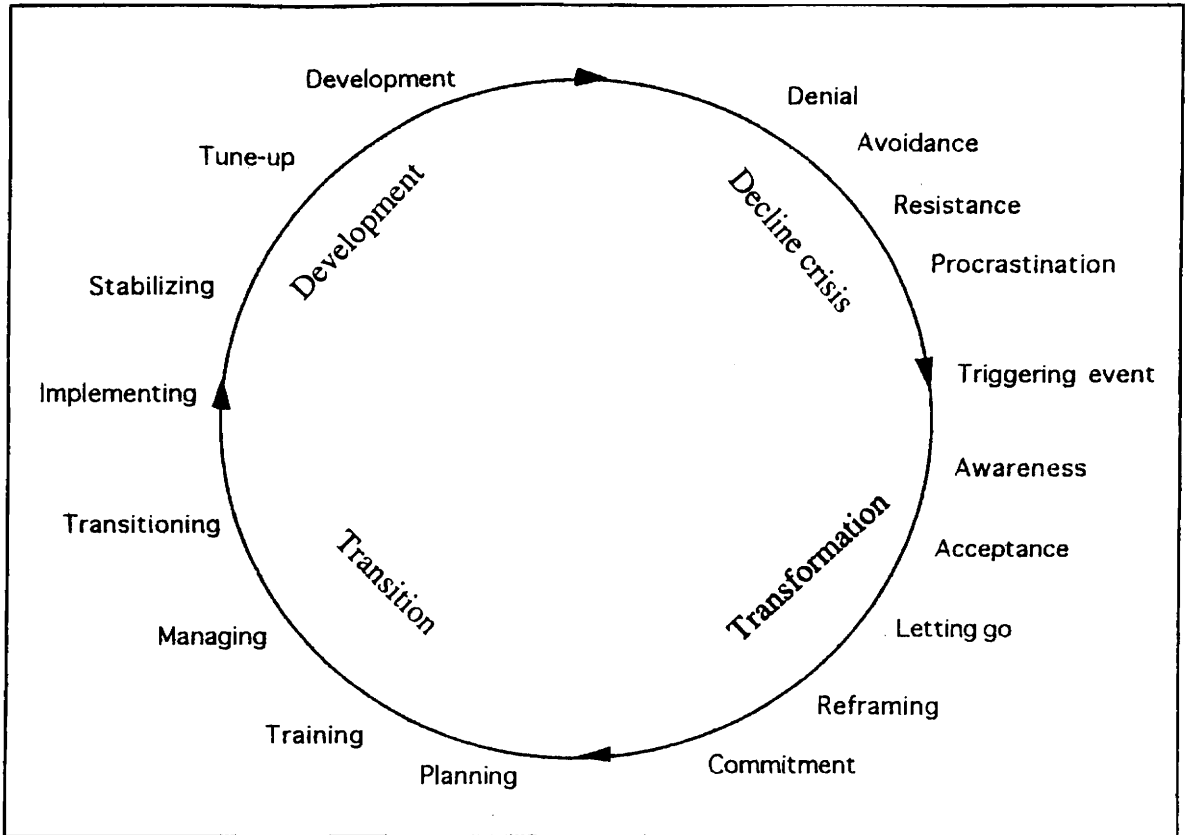 Development
Denial
Avoidance
Resistance
Procrastination
Triggering event
Awareness
Acceptance
Letting go
Reframing
Commitment
Planning
Training
Managing
Transitioning
Implementing
Stabilizing
Tune-up
Development
Decline crisis
Transformation
Transition